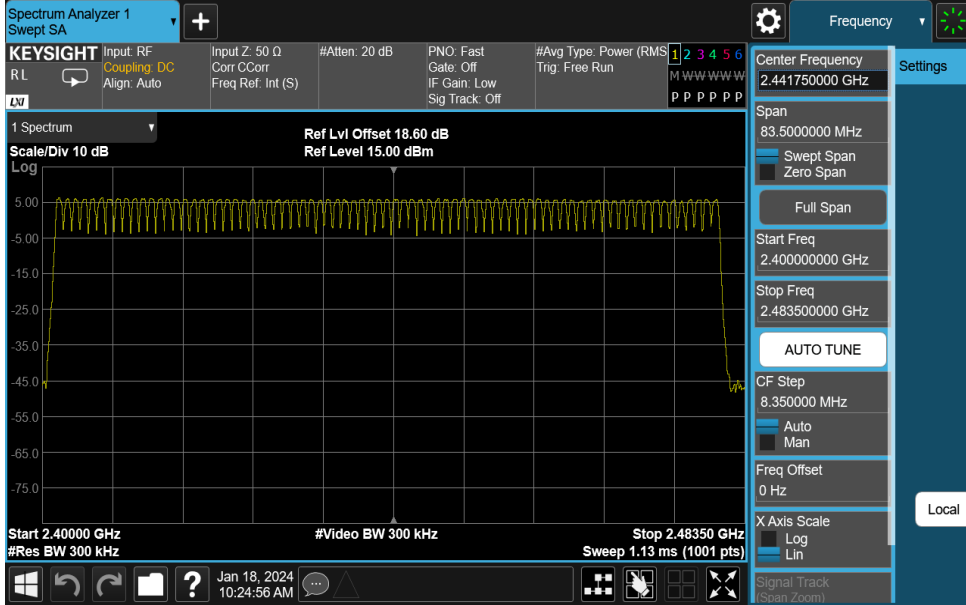 Spectrum Analyzer 1
Swept SA
Frequency
KEYSIGHT
R L
LXI
Input: RF
Coupling: DC
Align: Auto
Input Z: 50 Ω
Corr CCorr
Freq Ref: Int (S)
#Atten: 20 dB
PNO: Fast
Gate: Off
IF Gain: Low
Sig Track: Off
#Avg Type: Power (RMS
Trig: Free Run
1 2 3 4 5 6
M W W W W W
P P P P P P
1 Spectrum
Scale/Div 10 dB
Log
Ref Lvl Offset 18.60 dB
Ref Level 15.00 dBm
5.00
-5.00
-15.0
-25.0
-35.0
-45.0
-55.0
-65.0
-75.0
Start 2.40000 GHz
#Res BW 300 kHz
#Video BW 300 kHz
Stop 2.48350 GHz
Sweep 1.13 ms (1001 pts)
Jan 18, 2024
10:24:56 AM
Center Frequency
2.441750000 GHz
Span
83.5000000 MHz
Swept Span
Zero Span
Full Span
Start Freq
2.400000000 GHz
Stop Freq
2.483500000 GHz
AUTO TUNE
CF Step
8.350000 MHz
Auto
Man
Freq Offset
0 Hz
X Axis Scale
Log
Lin
Signal Track
(Span Zoom)
Settings
Local